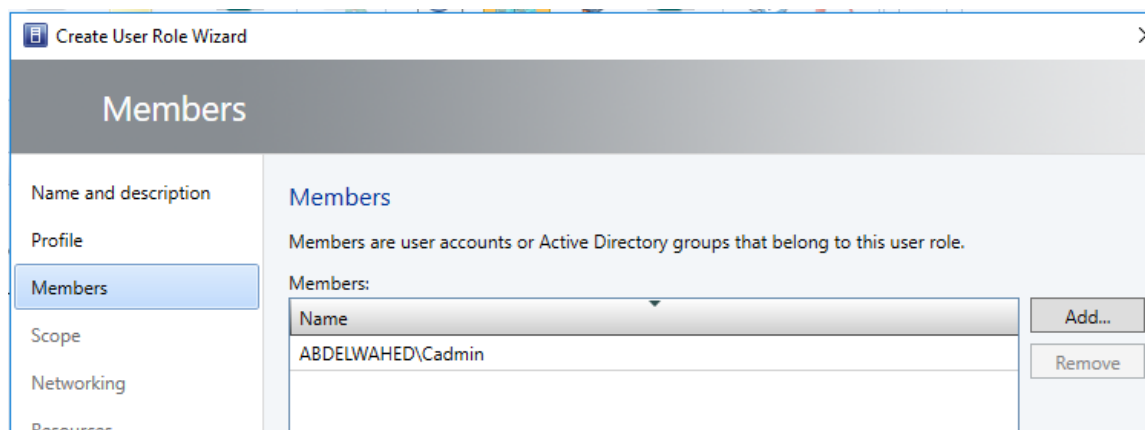 Create User Role Wizard
Members
Name and description
Profile
Members
Scope
Networking
Resources
Members
Members are user accounts or Active Directory groups that belong to this user role.
Members:
Name
ABDELWAHED\Cadmin
Add...
Remove